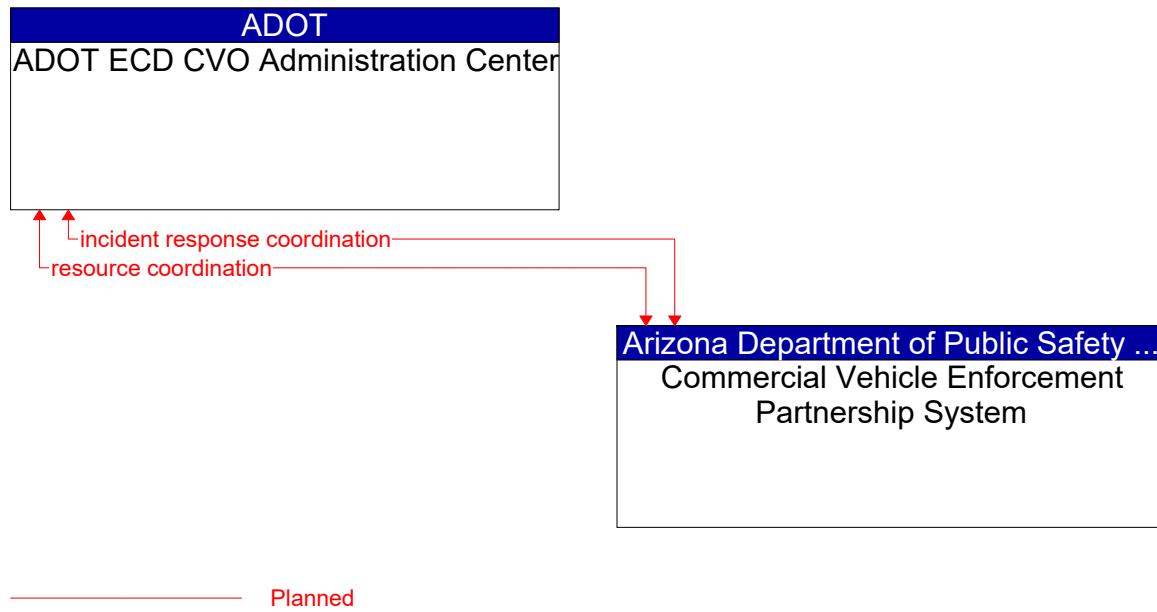 ADOT
ADOT ECD CVO Administration Center
incident response coordination
resource coordination
Arizona Department of Public Safety ...
Commercial Vehicle Enforcement
Partnership System
Planned